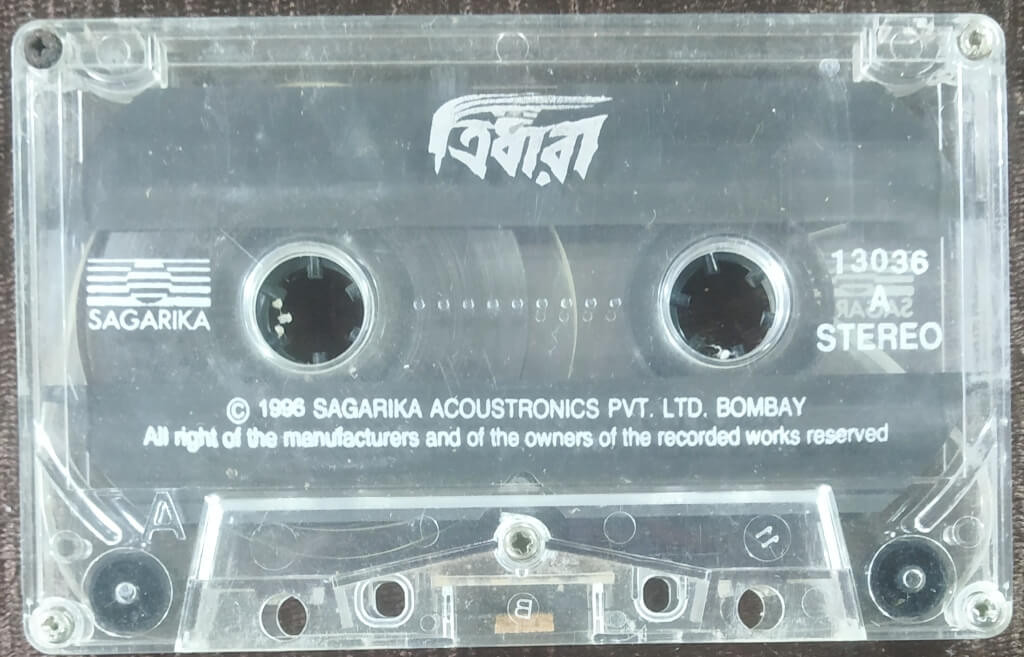 ত্রিধারা
SAGARIKA
13036
A
STEREO
© 1996 SAGARIKA ACOUSTRONICS PVT. LTD. BOMBAY
All right of the manufacturers and of the owners of the recorded works reserved
A
11
B